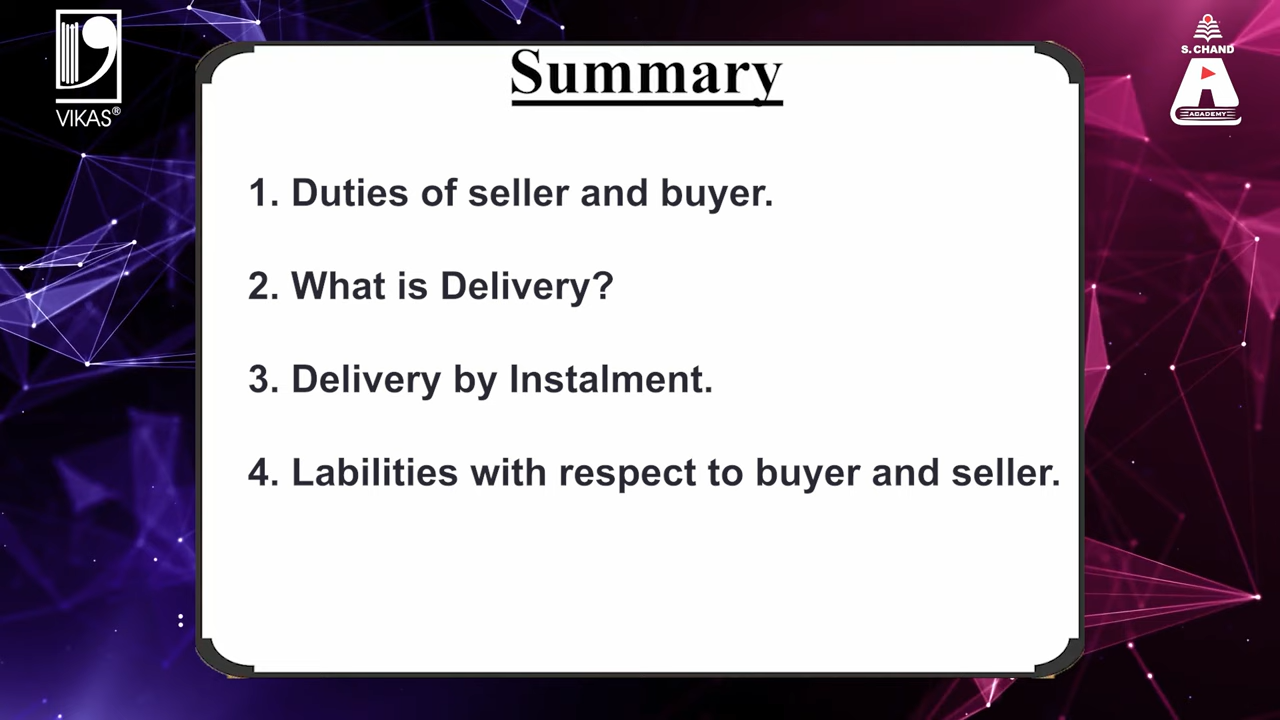 Summary
VIKAS®
S. CHAND
ACADEMY
1. Duties of seller and buyer.
2. What is Delivery?
3. Delivery by Instalment.
4. Labilities with respect to buyer and seller.